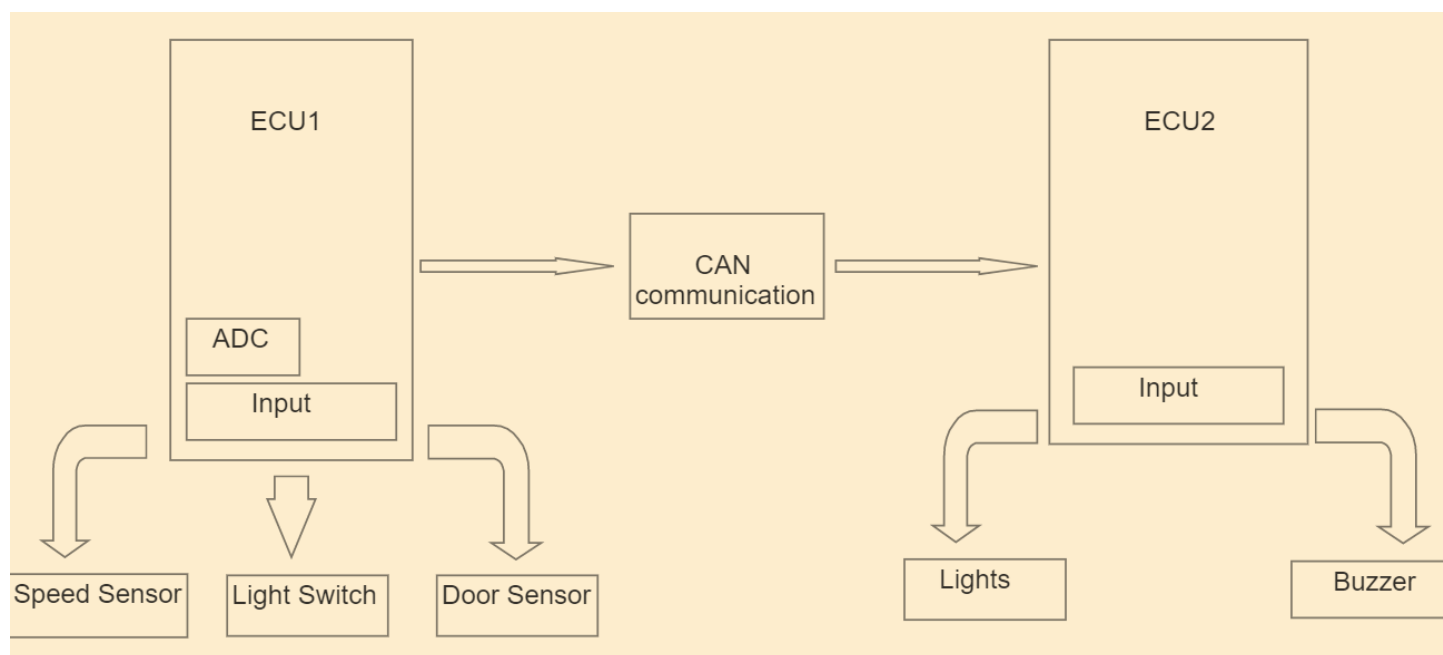 ECU1
ECU2
CAN
communication
ADC
Input
Input
Speed Sensor
Light Switch
Door Sensor
Lights
Buzzer